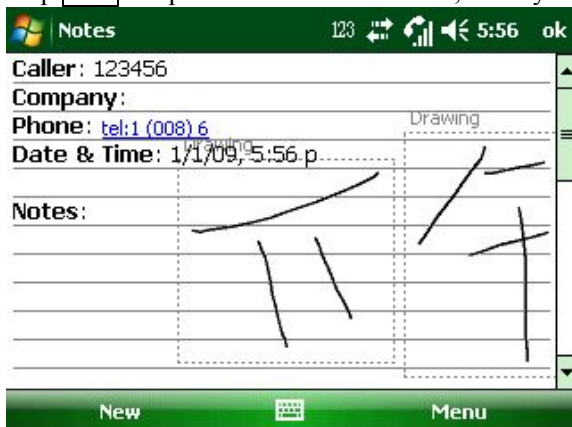 Notes 123 5:56 ok
Caller: 123456
Company:
Phone: tel:1 (008) 6
Drawing
Drawing
Date & Time: 1/1/09, 5:56 p
Notes:
New Menu